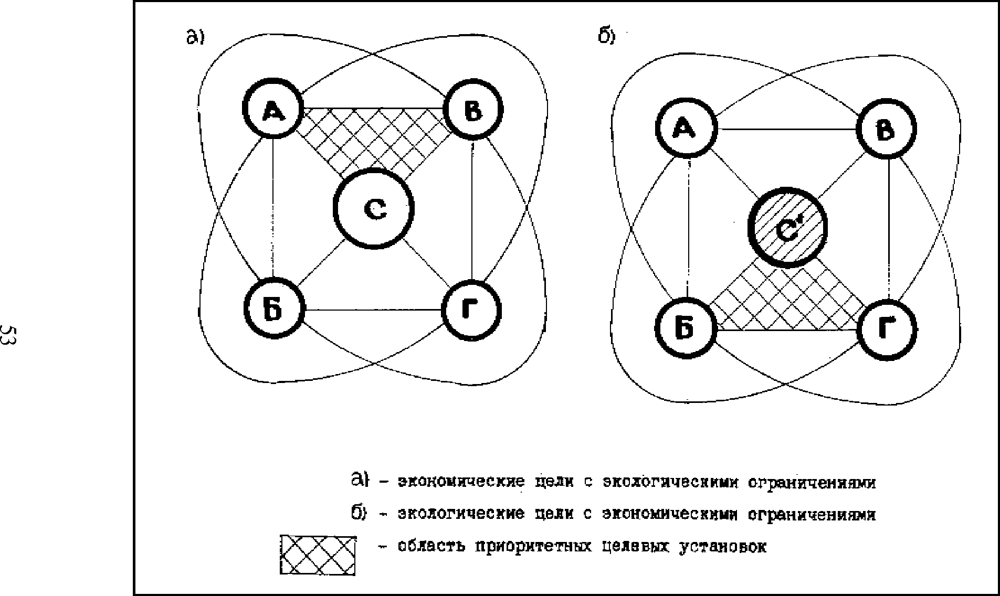 а)
б)
А
В
С
Б
Г
А
В
С'
Б
Г
а) - экономические цели с экологическими ограничениями
б) - экологические цели с экономическими ограничениями
- область приоритетных целевых установок
53